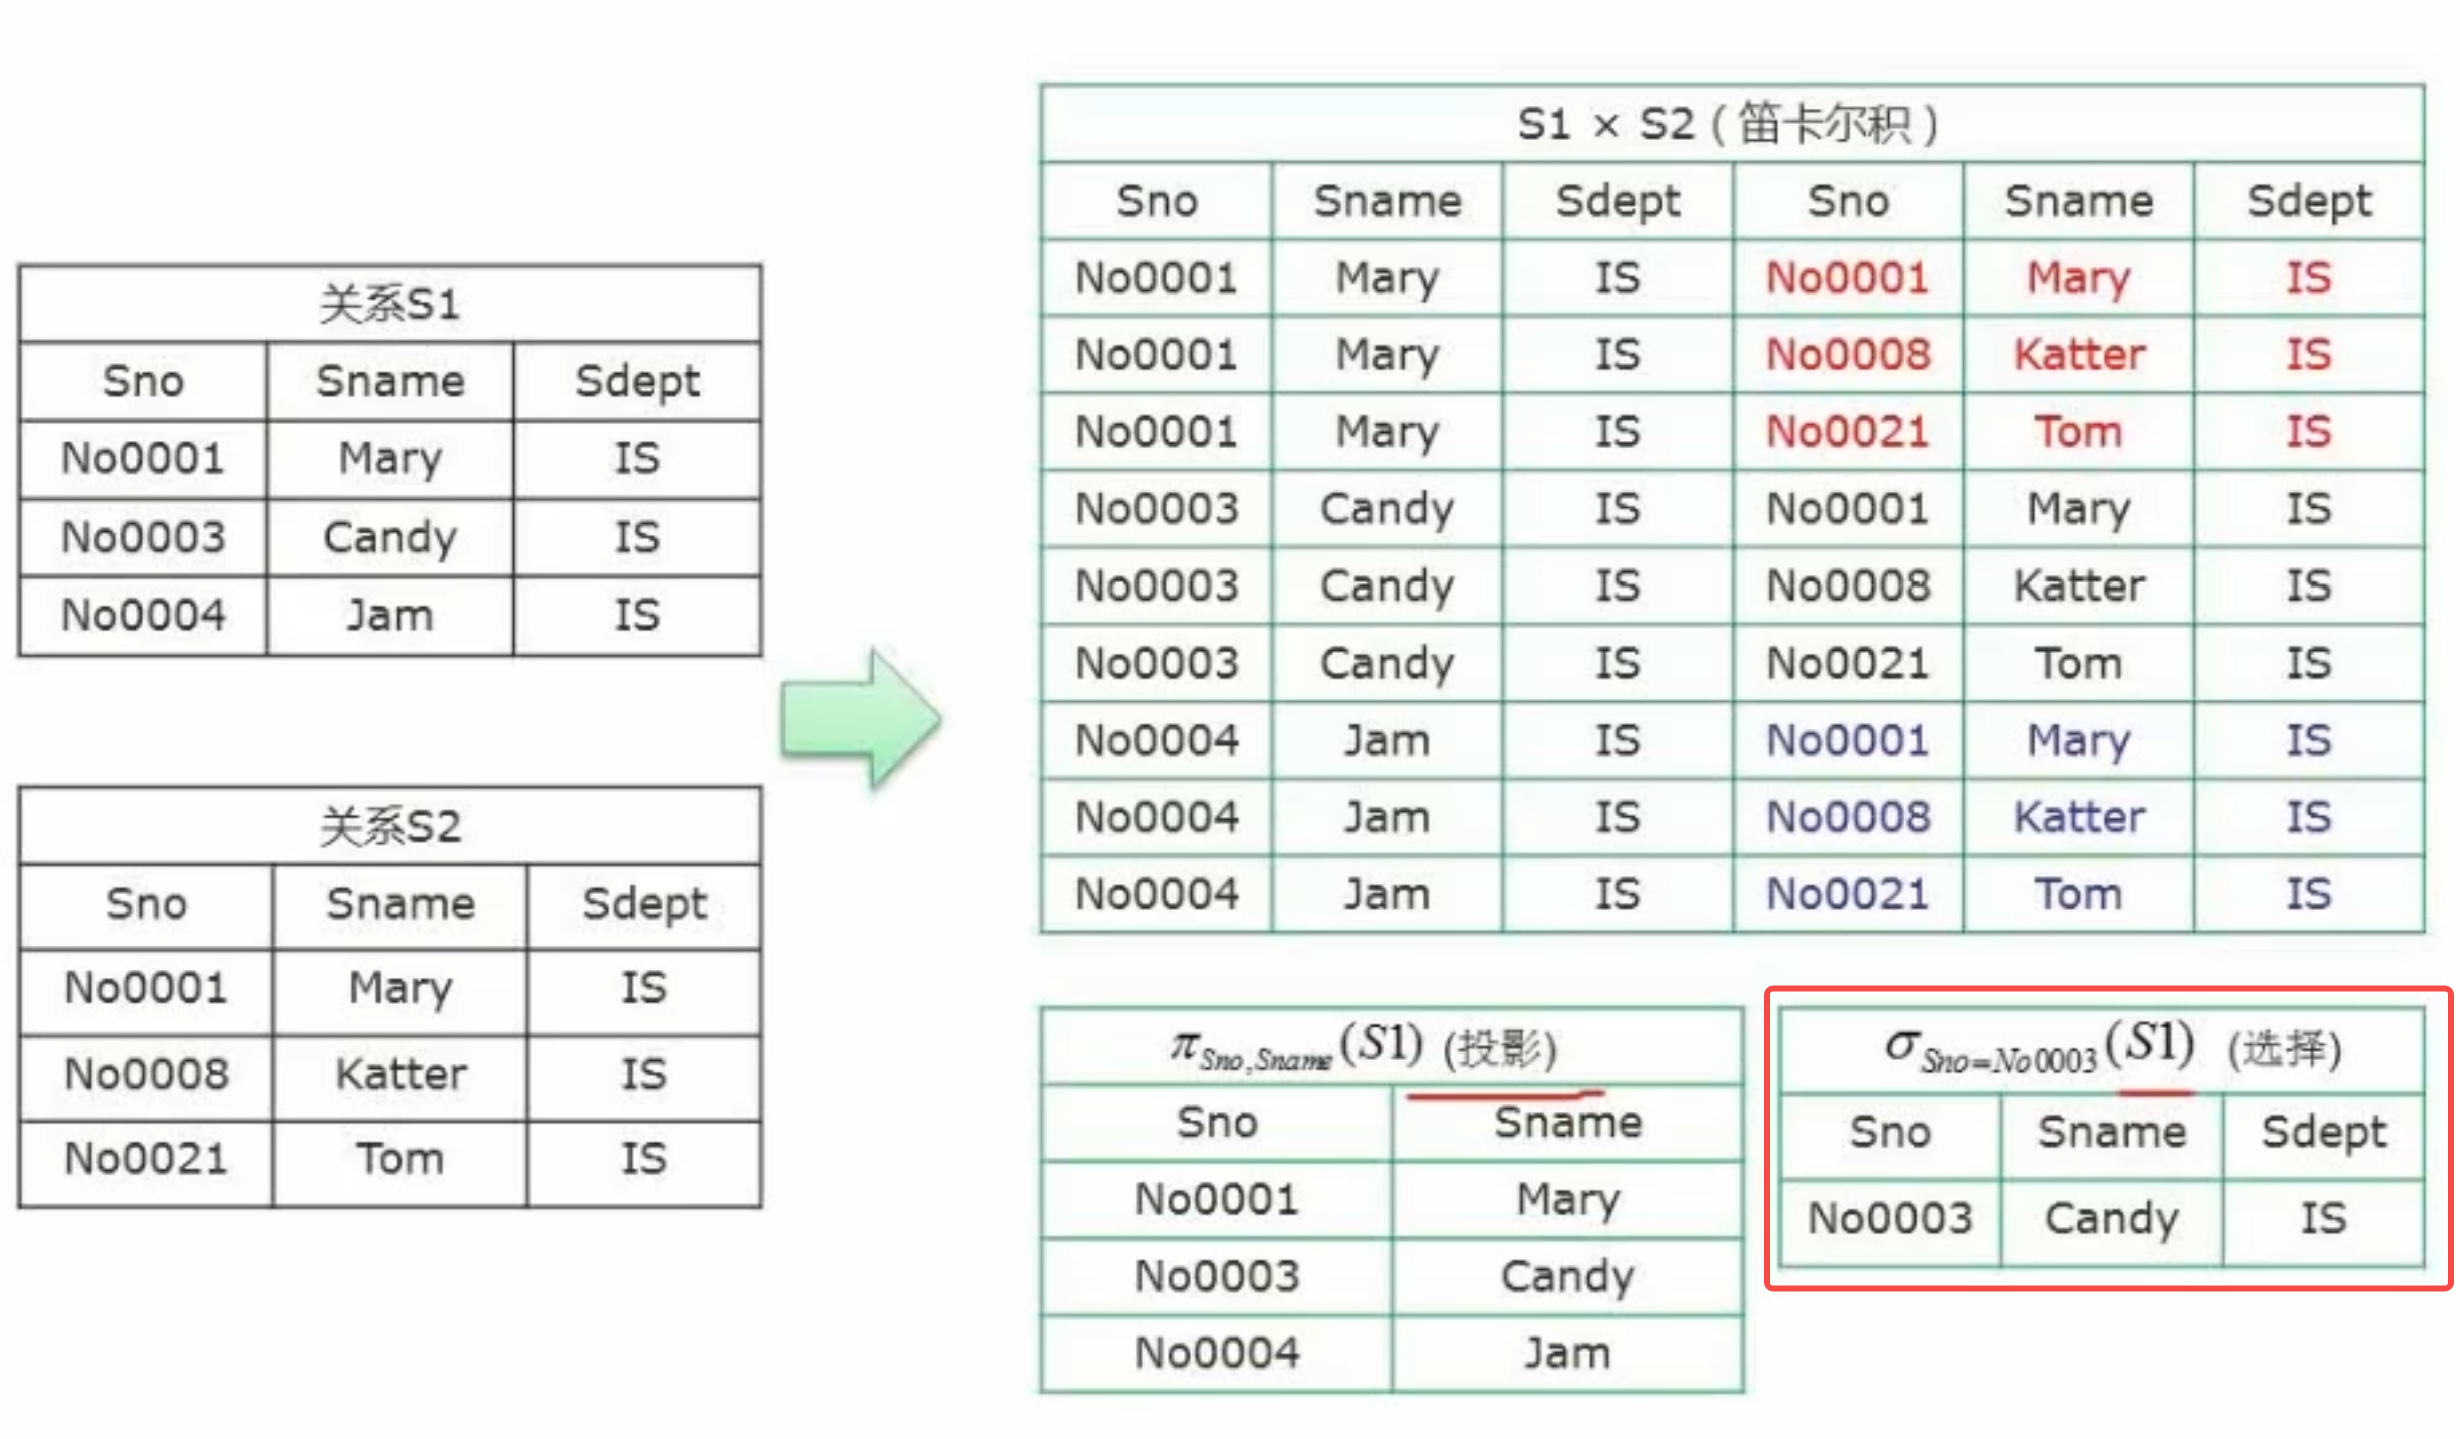 关系S1
Sno Sname Sdept
No0001 Mary IS
No0003 Candy IS
No0004 Jam IS
关系S2
Sno Sname Sdept
No0001 Mary IS
No0008 Katter IS
No0021 Tom IS
S1 × S2 ( 笛卡尔积 )
Sno Sname Sdept Sno Sname Sdept
No0001 Mary IS No0001 Mary IS
No0001 Mary IS No0008 Katter IS
No0001 Mary IS No0021 Tom IS
No0003 Candy IS No0001 Mary IS
No0003 Candy IS No0008 Katter IS
No0003 Candy IS No0021 Tom IS
No0004 Jam IS No0001 Mary IS
No0004 Jam IS No0008 Katter IS
No0004 Jam IS No0021 Tom IS
π Sno,Sname (S1) (投影)
Sno Sname
No0001 Mary
No0003 Candy
No0004 Jam
σ Sno=No0003 (S1) (选择)
Sno Sname Sdept
No0003 Candy IS